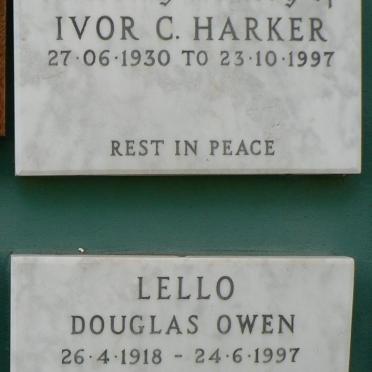 of
IVOR C. HARKER
27·06·1930 TO 23·10·1997
REST IN PEACE
LELLO
DOUGLAS OWEN
26·4·1918 - 24·6·1997